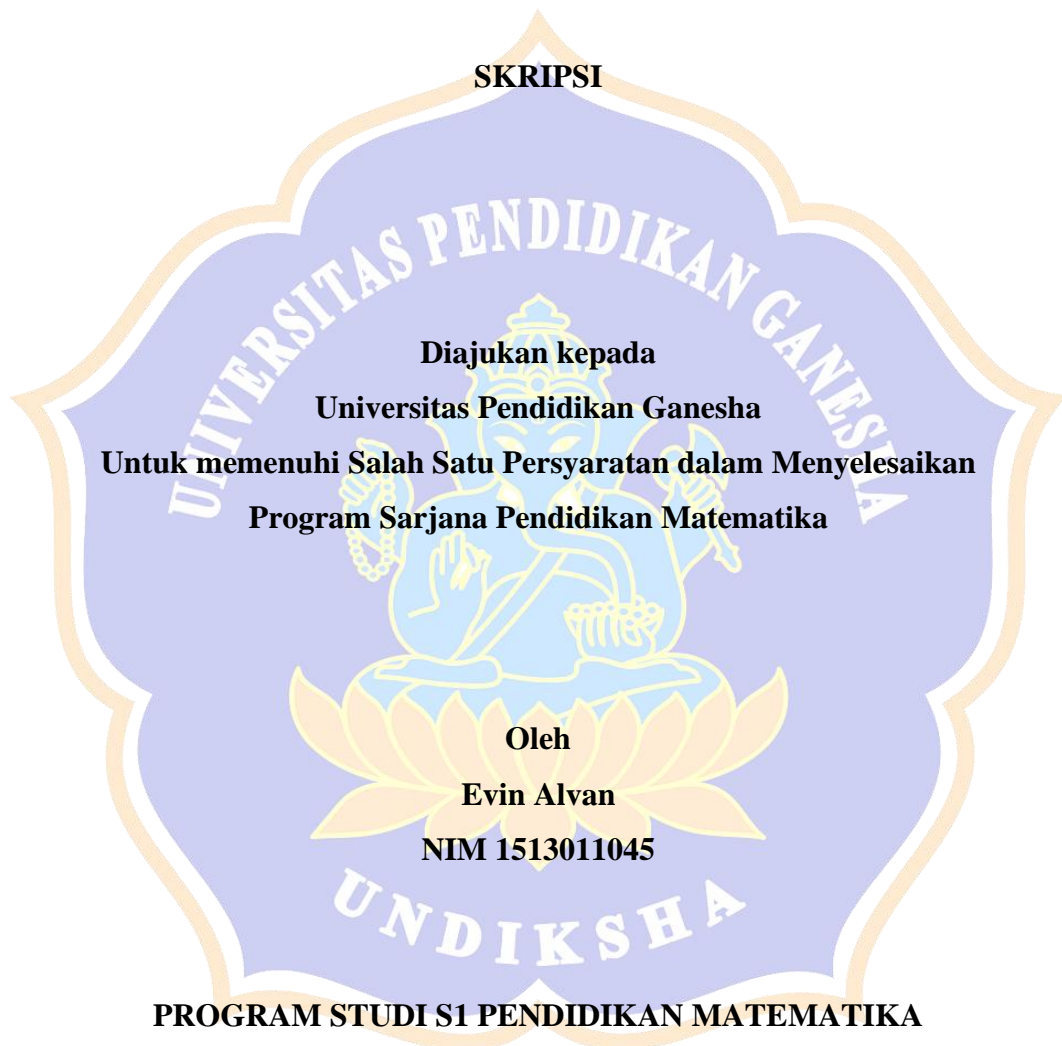 SKRIPSI
UNIVERSITAS PENDIDIKAN GANESHA
Diajukan kepada
Universitas Pendidikan Ganesha
Untuk memenuhi Salah Satu Persyaratan dalam Menyelesaikan
Program Sarjana Pendidikan Matematika
Oleh
Evin Alvan
NIM 1513011045
UNDIKSHA
PROGRAM STUDI S1 PENDIDIKAN MATEMATIKA